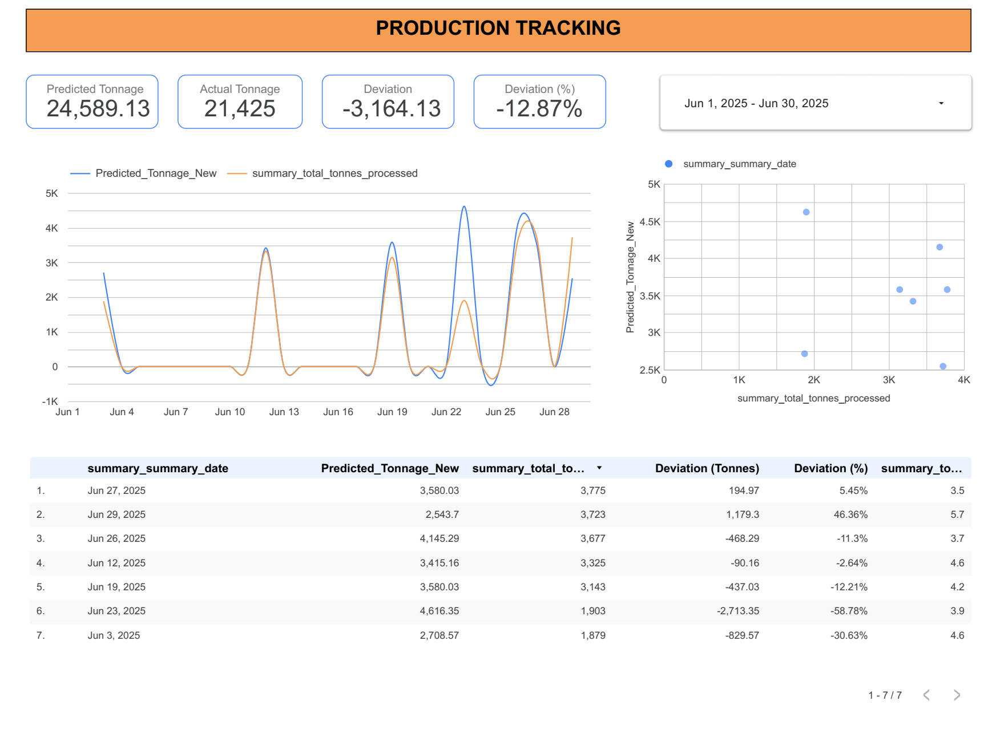 PRODUCTION TRACKING
Predicted Tonnage
24,589.13
Actual Tonnage
21,425
Deviation
-3,164.13
Deviation (%)
-12.87%
Jun 1, 2025 - Jun 30, 2025
Predicted_Tonnage_New summary_total_tonnes_processed
5K
4K
3K
2K
1K
0
-1K
Jun 1 Jun 4 Jun 7 Jun 10 Jun 13 Jun 16 Jun 19 Jun 22 Jun 25 Jun 28
summary_summary_date
Predicted_Tonnage_New
5K
4.5K
4K
3.5K
3K
2.5K
0 1K 2K 3K 4K
summary_total_tonnes_processed
summary_summary_date Predicted_Tonnage_New summary_total_to... Deviation (Tonnes) Deviation (%) summary_to...
1. Jun 27, 2025 3,580.03 3,775 194.97 5.45% 3.5
2. Jun 29, 2025 2,543.7 3,723 1,179.3 46.36% 5.7
3. Jun 26, 2025 4,145.29 3,677 -468.29 -11.3% 3.7
4. Jun 12, 2025 3,415.16 3,325 -90.16 -2.64% 4.6
5. Jun 19, 2025 3,580.03 3,143 -437.03 -12.21% 4.2
6. Jun 23, 2025 4,616.35 1,903 -2,713.35 -58.78% 3.9
7. Jun 3, 2025 2,708.57 1,879 -829.57 -30.63% 4.6
1 - 7 / 7